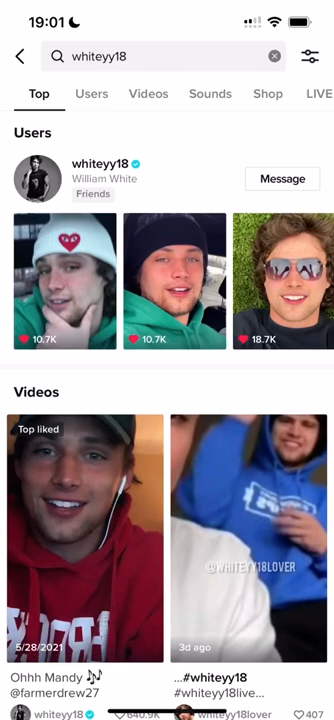 19:01
whiteyy18
Top Users Videos Sounds Shop LIVE
Users
whiteyy18
William White
Friends
Message
10.7K 10.7K 18.7K
Videos
Top liked
@WHITEYY18LOVER
5/28/2021 3d ago
Ohhh Mandy 🎶 ...#whiteyy18
@farmerdrew27 #whiteyy18live...
whiteyy18 640.9K whiteyy18lover 407